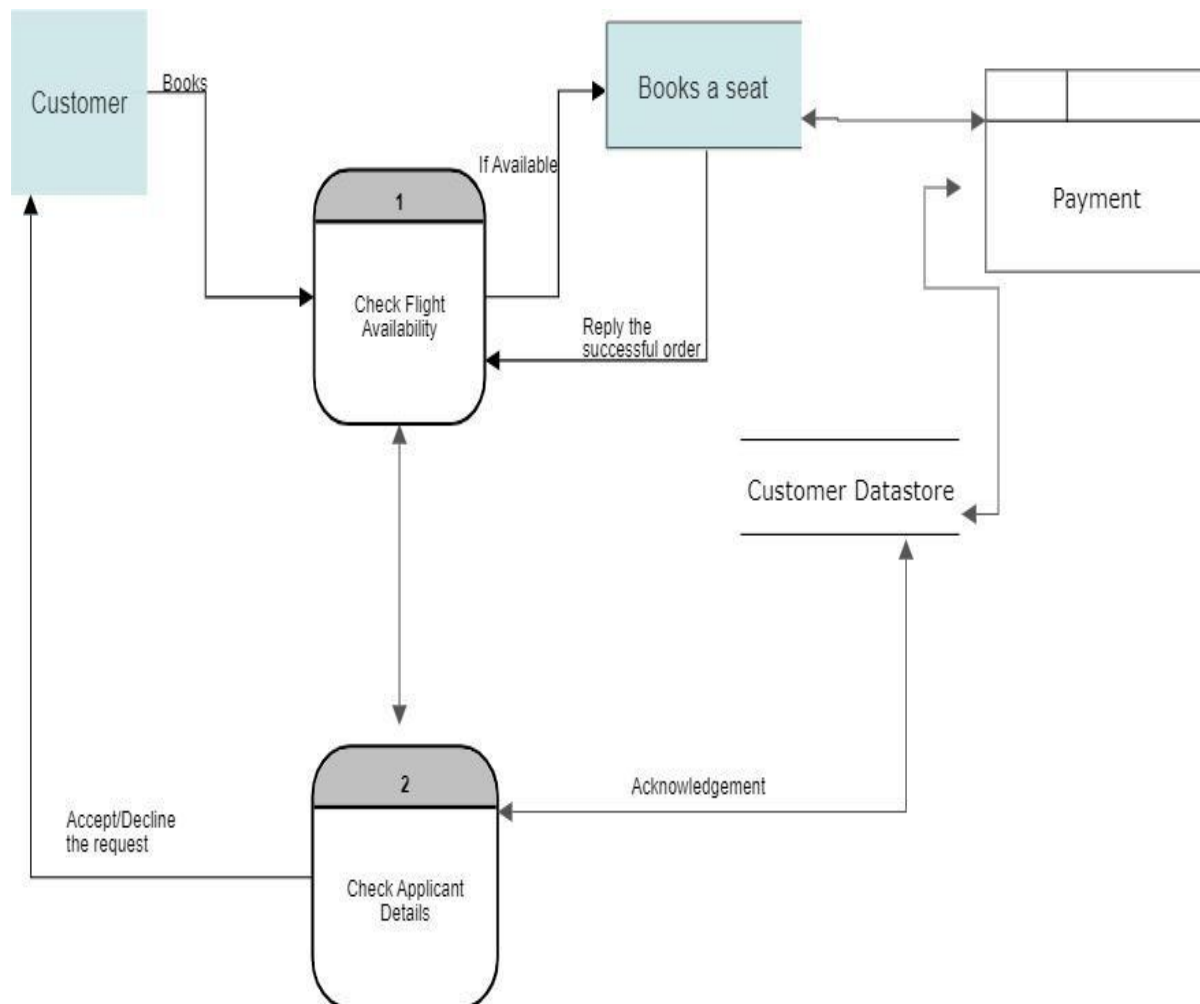 Customer
Books
Books a seat
If Available
1
Check Flight
Availability
Payment
Reply the
successful order
Customer Datastore
2
Acknowledgement
Accept/Decline
the request
Check Applicant
Details